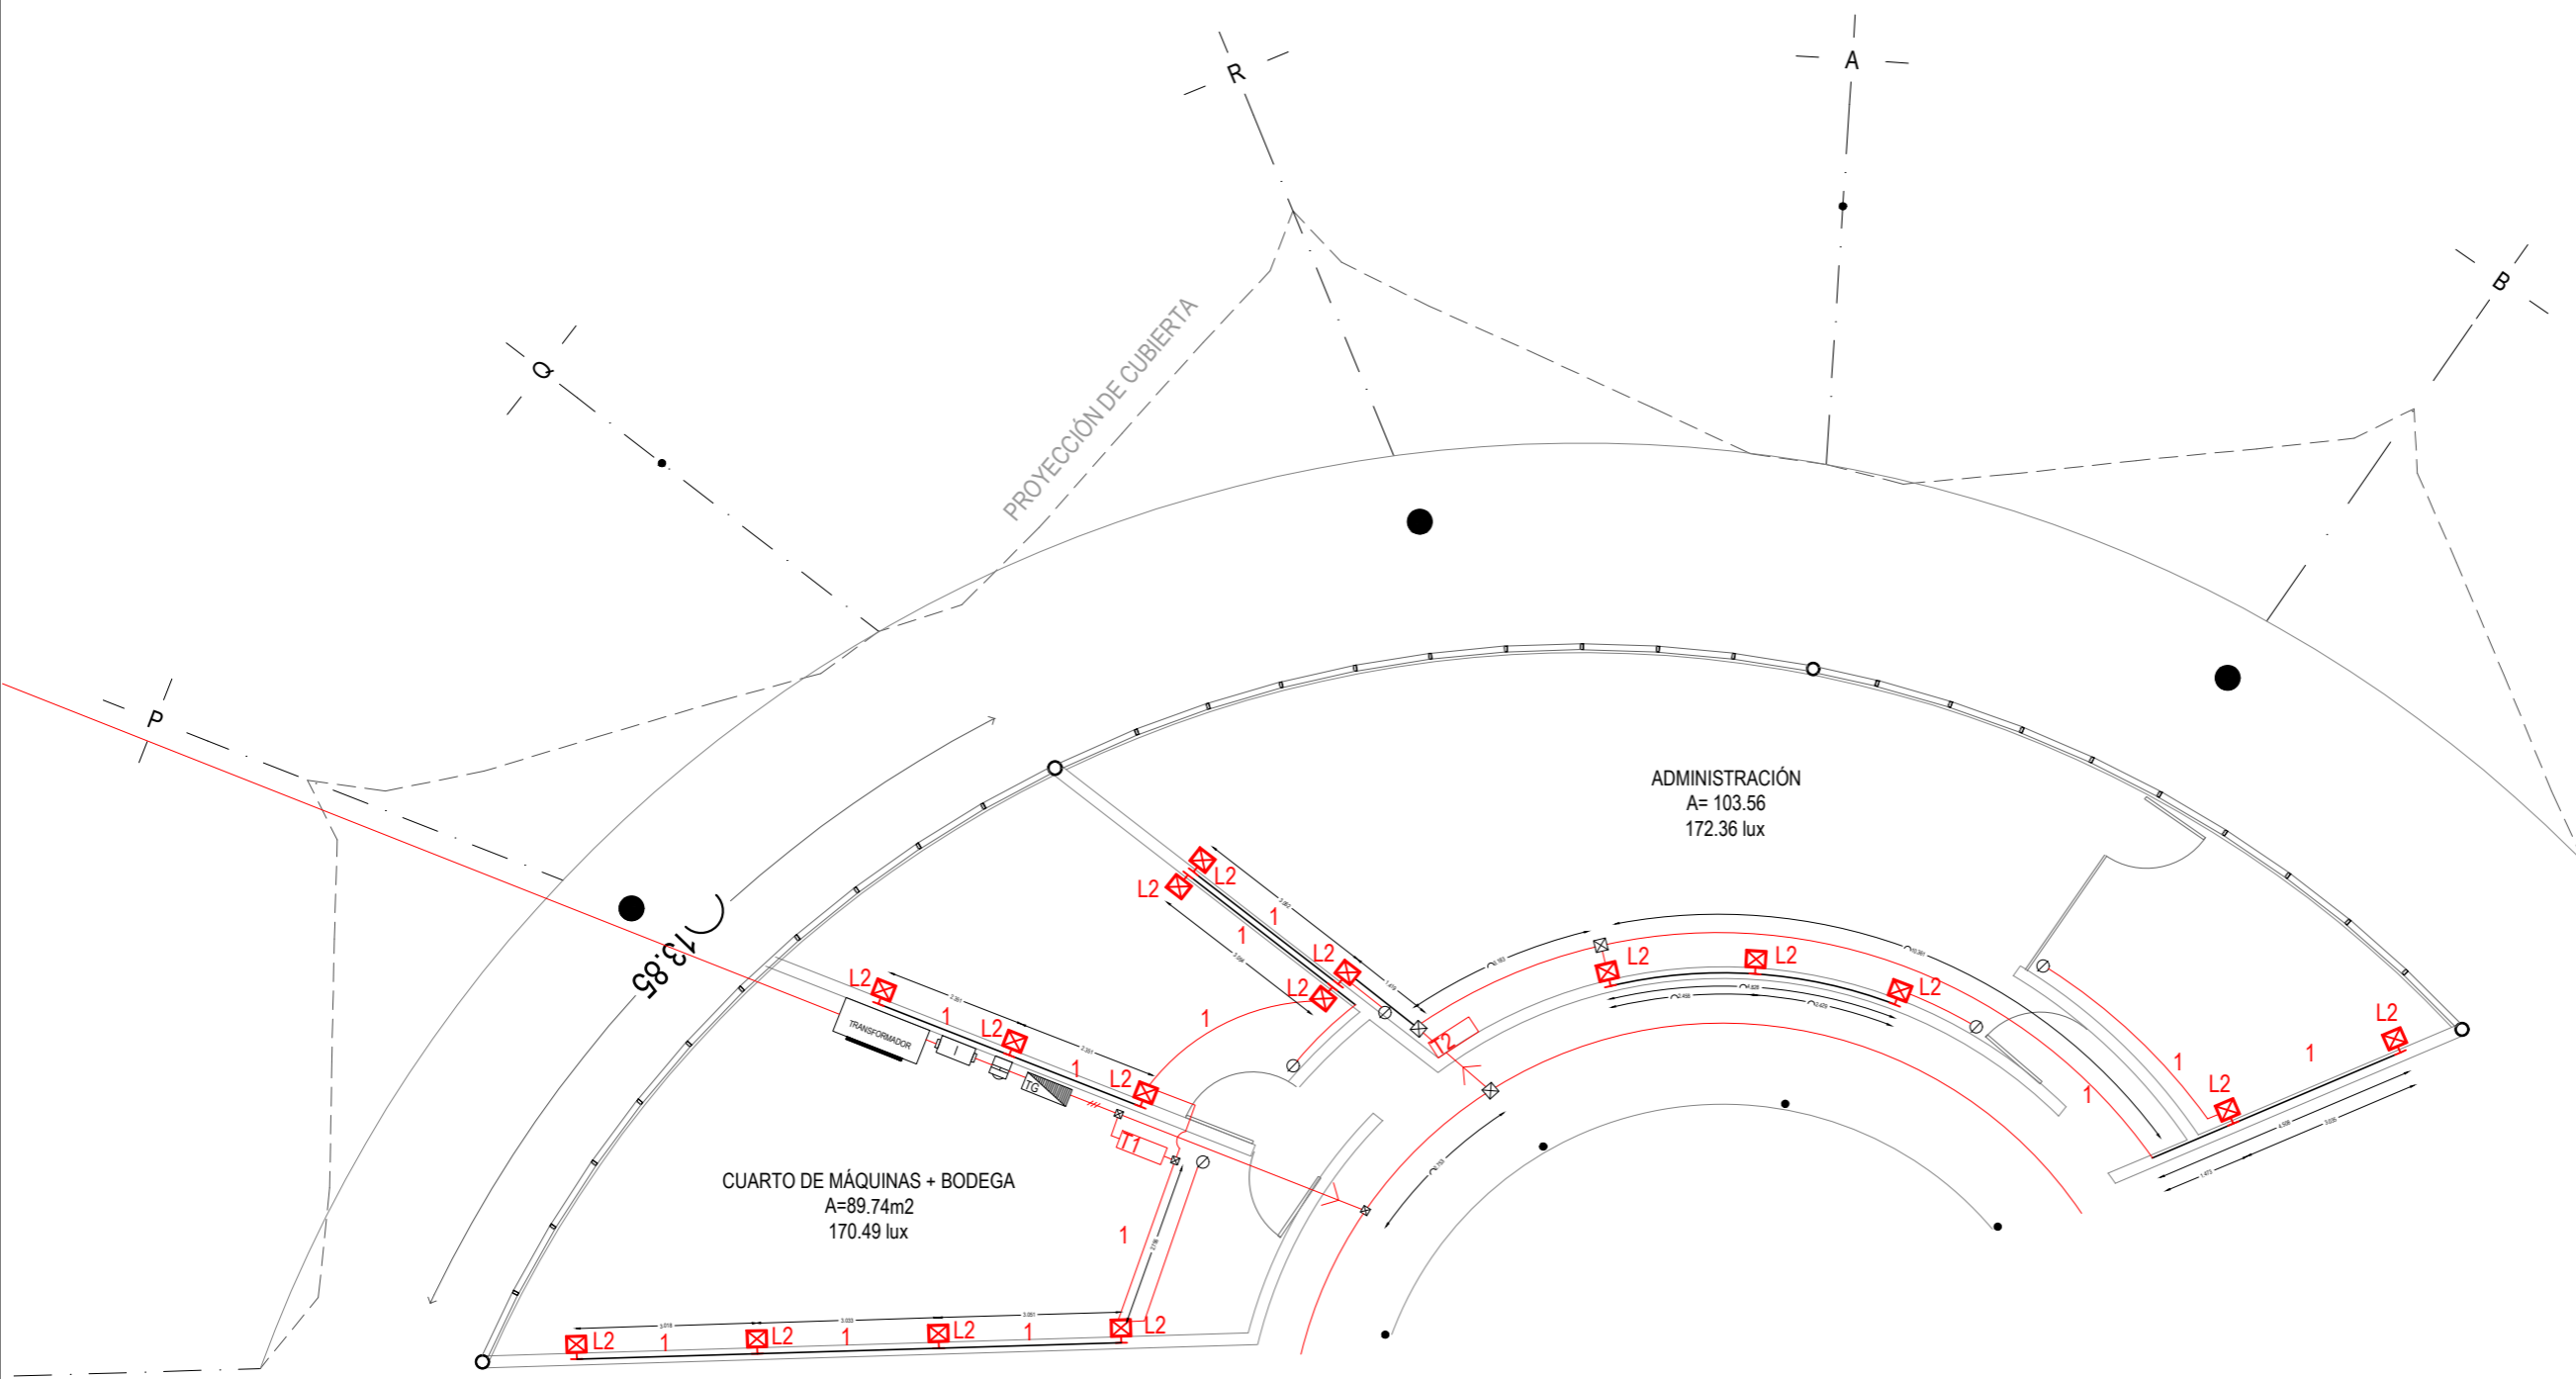 R
A
B
Q
PROYECCIÓN DE CUBIERTA
P
13.85
ADMINISTRACIÓN
A= 103.56
172.36 lux
L2
L2
1
1
L2
L2
L2
L2
L2
L2
1
L2
1
L2
1
TRANSFORMADOR
I
TG
T1
T2
1
1
L2
L2
1
CUARTO DE MÁQUINAS + BODEGA
A=89.74m2
170.49 lux
1
L2
1
L2
1
L2
1
L2